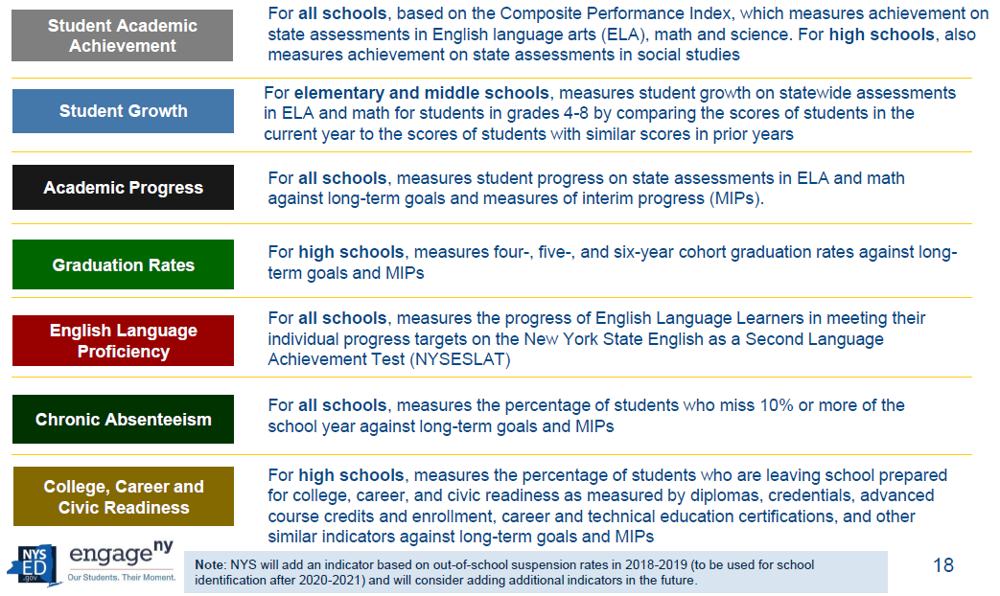 Student Academic
Achievement
For all schools, based on the Composite Performance Index, which measures achievement on
state assessments in English language arts (ELA), math and science. For high schools, also
measures achievement on state assessments in social studies
Student Growth
For elementary and middle schools, measures student growth on statewide assessments
in ELA and math for students in grades 4-8 by comparing the scores of students in the
current year to the scores of students with similar scores in prior years
Academic Progress
For all schools, measures student progress on state assessments in ELA and math
against long-term goals and measures of interim progress (MIPs).
Graduation Rates
For high schools, measures four-, five-, and six-year cohort graduation rates against long-
term goals and MIPs
English Language
Proficiency
For all schools, measures the progress of English Language Learners in meeting their
individual progress targets on the New York State English as a Second Language
Achievement Test (NYSESLAT)
Chronic Absenteeism
For all schools, measures the percentage of students who miss 10% or more of the
school year against long-term goals and MIPs
College, Career and
Civic Readiness
For high schools, measures the percentage of students who are leaving school prepared
for college, career, and civic readiness as measured by diplomas, credentials, advanced
course credits and enrollment, career and technical education certifications, and other
similar indicators against long-term goals and MIPs
NYS
ED
.gov
engageny
Our Students. Their Moment.
Note: NYS will add an indicator based on out-of-school suspension rates in 2018-2019 (to be used for school
identification after 2020-2021) and will consider adding additional indicators in the future.
18